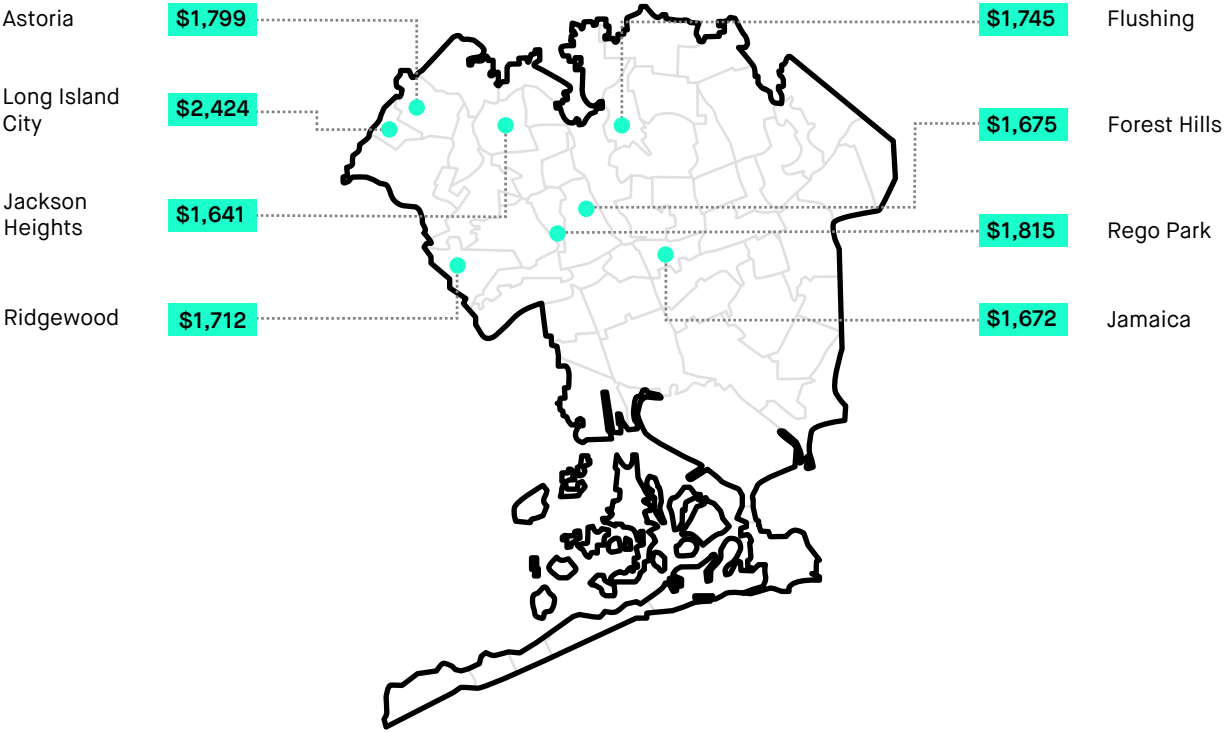 Astoria
$1,799
Long Island
City
$2,424
Jackson
Heights
$1,641
Ridgewood
$1,712
$1,745
Flushing
$1,675
Forest Hills
$1,815
Rego Park
$1,672
Jamaica